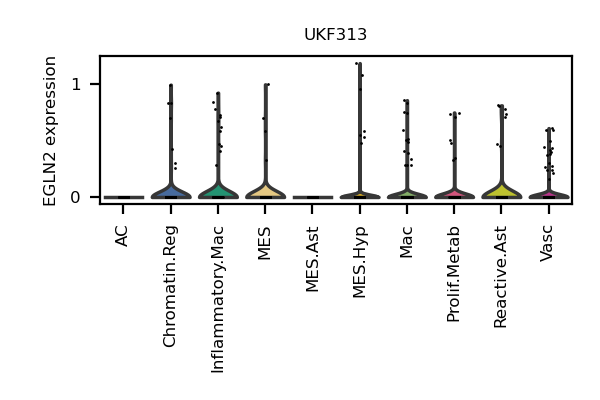 UKF313
EGLN2 expression
1
0
AC
Chromatin.Reg
Inflammatory.Mac
MES
MES.Ast
MES.Hyp
Mac
Prolif.Metab
Reactive.Ast
Vasc